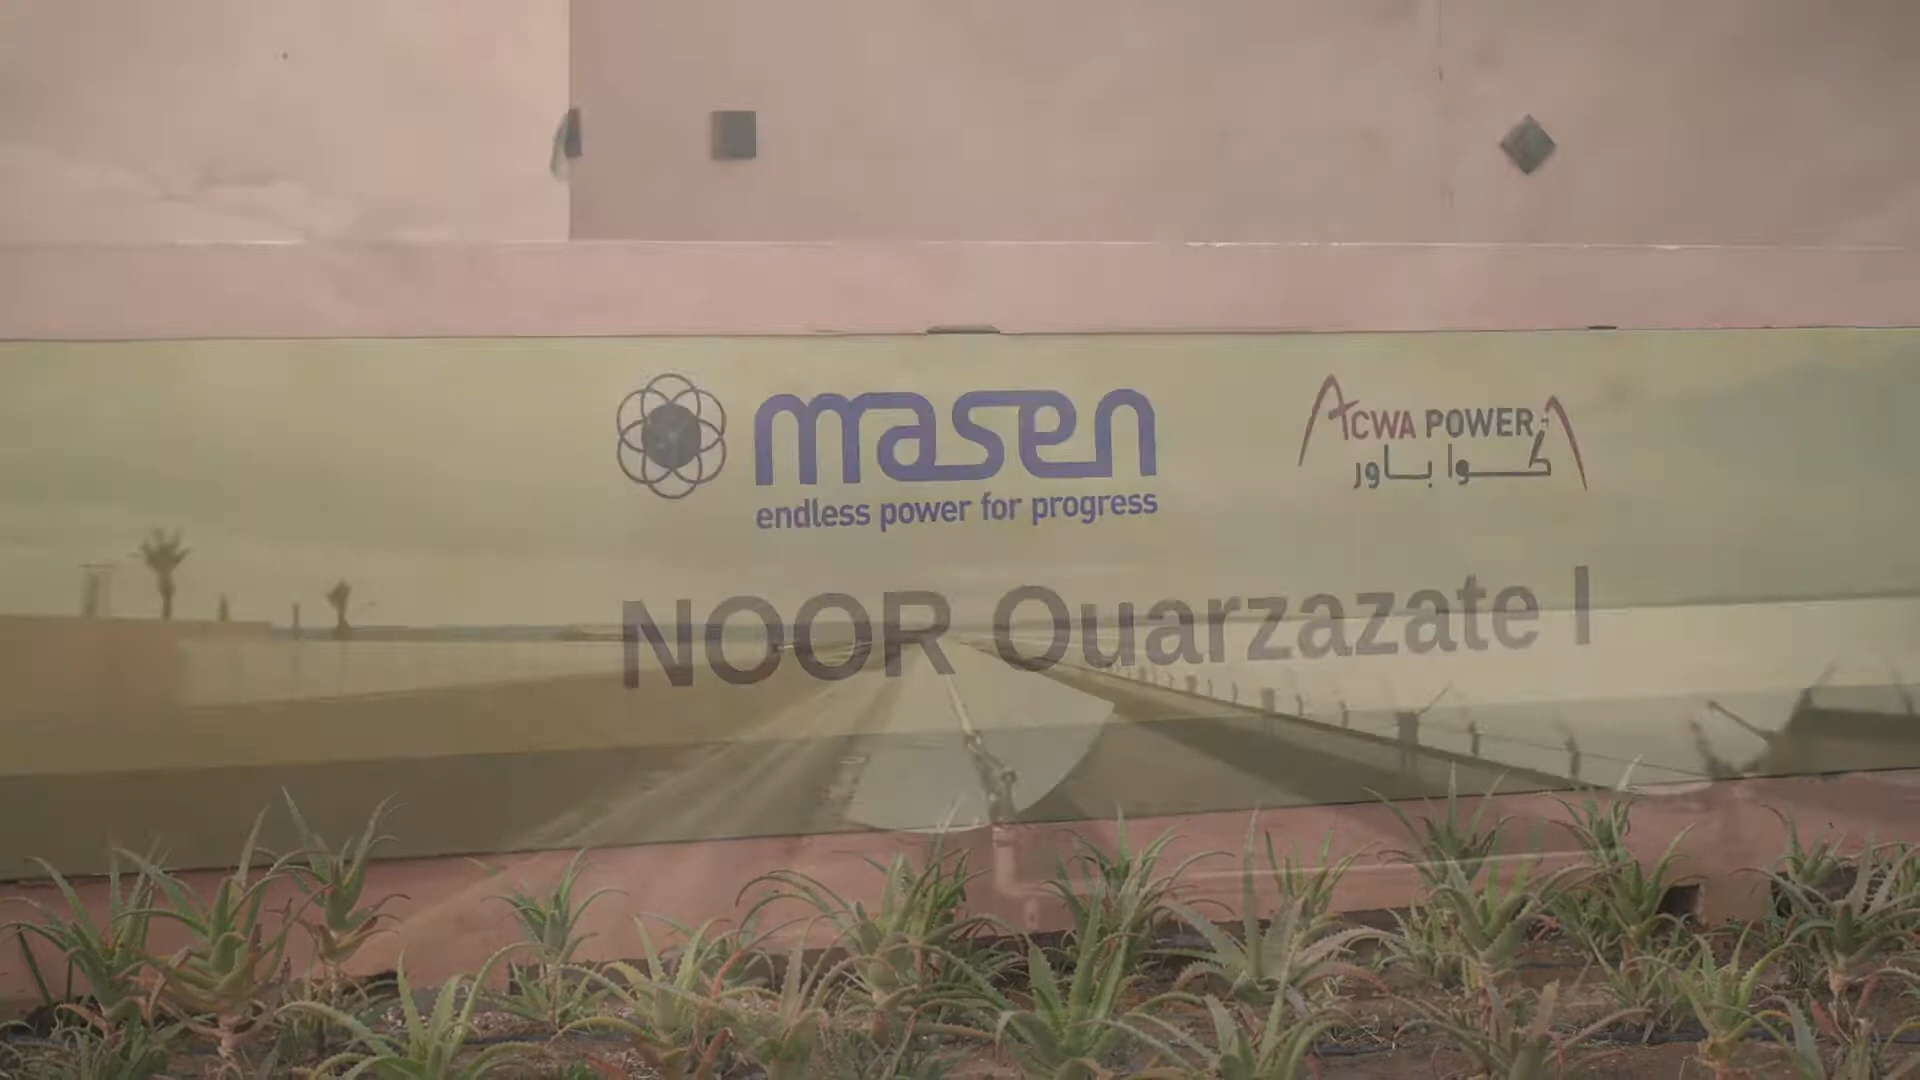 masen
endless power for progress
ACWA POWER
أكوا باور
NOOR Ouarzazate I